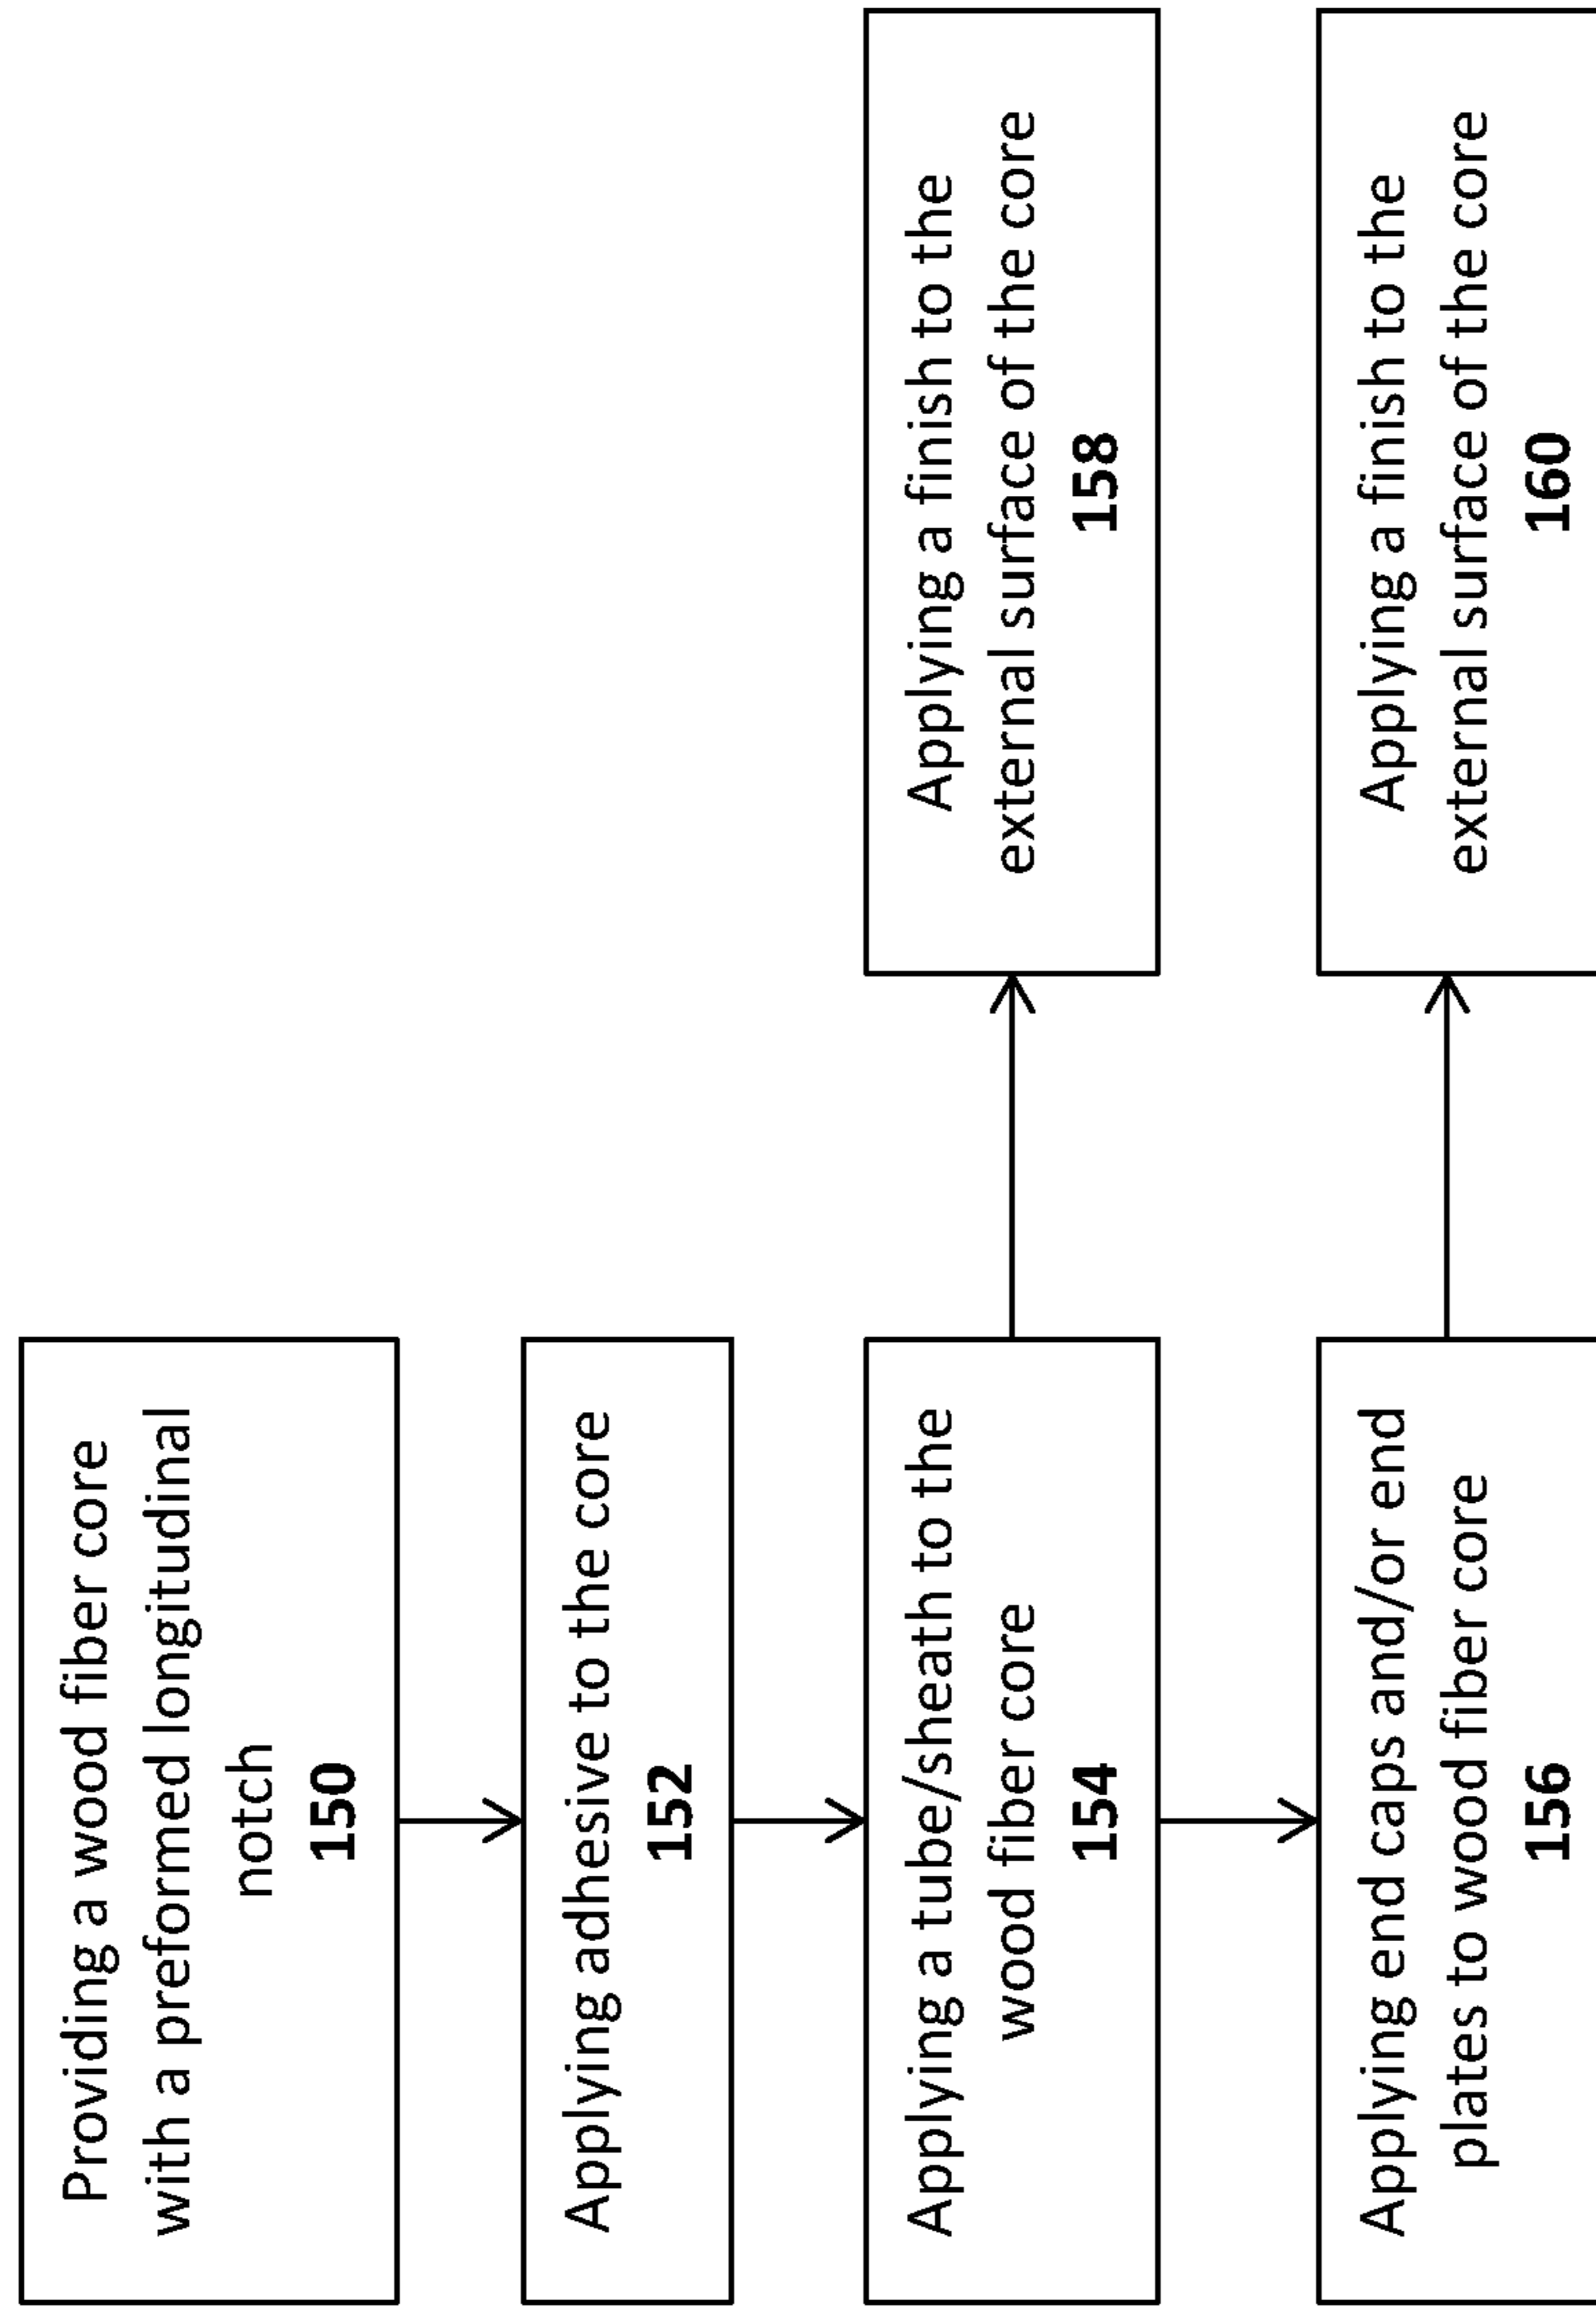 Providing a wood fiber core
with a preformed longitudinal
notch
150
Applying adhesive to the core
152
Applying a tube/sheath to the
wood fiber core
154
Applying end caps and/or end
plates to wood fiber core
156
Applying a finish to the
external surface of the core
158
Applying a finish to the
external surface of the core
160